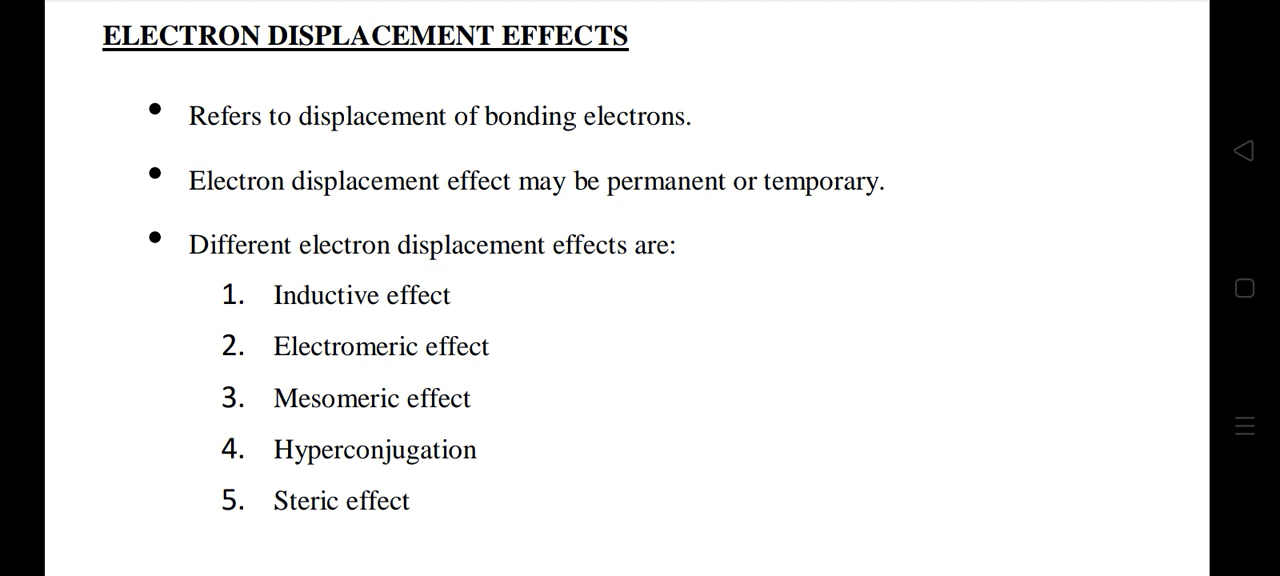 ELECTRON DISPLACEMENT EFFECTS
• Refers to displacement of bonding electrons.
• Electron displacement effect may be permanent or temporary.
• Different electron displacement effects are:
1. Inductive effect
2. Electromeric effect
3. Mesomeric effect
4. Hyperconjugation
5. Steric effect